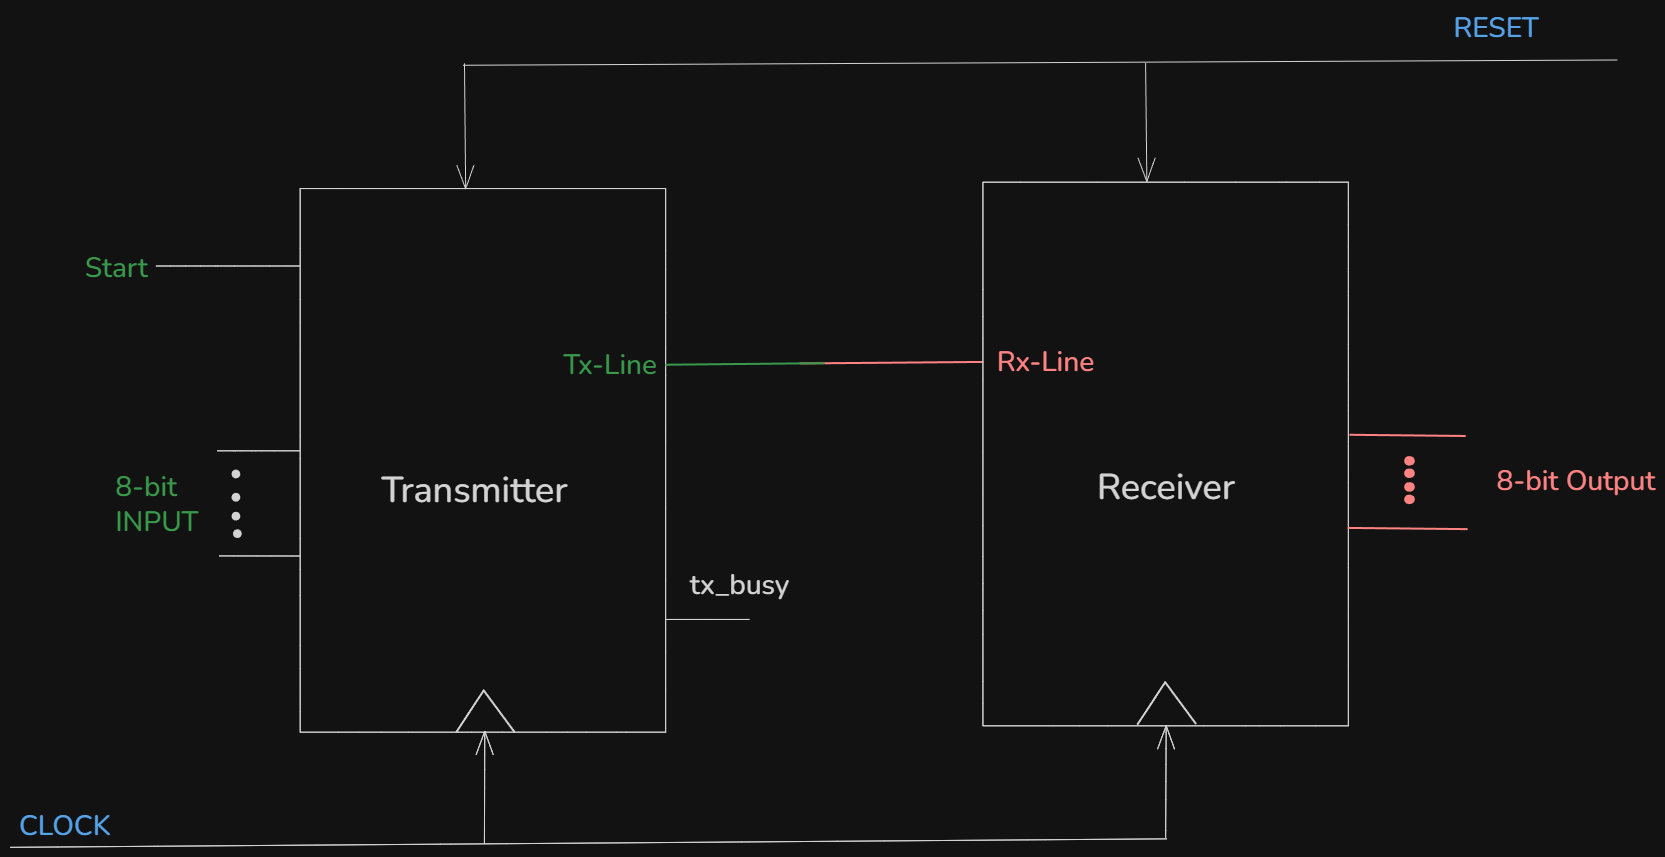 RESET
Start
Tx-Line
Rx-Line
8-bit
INPUT
Transmitter
Receiver
8-bit Output
tx_busy
CLOCK